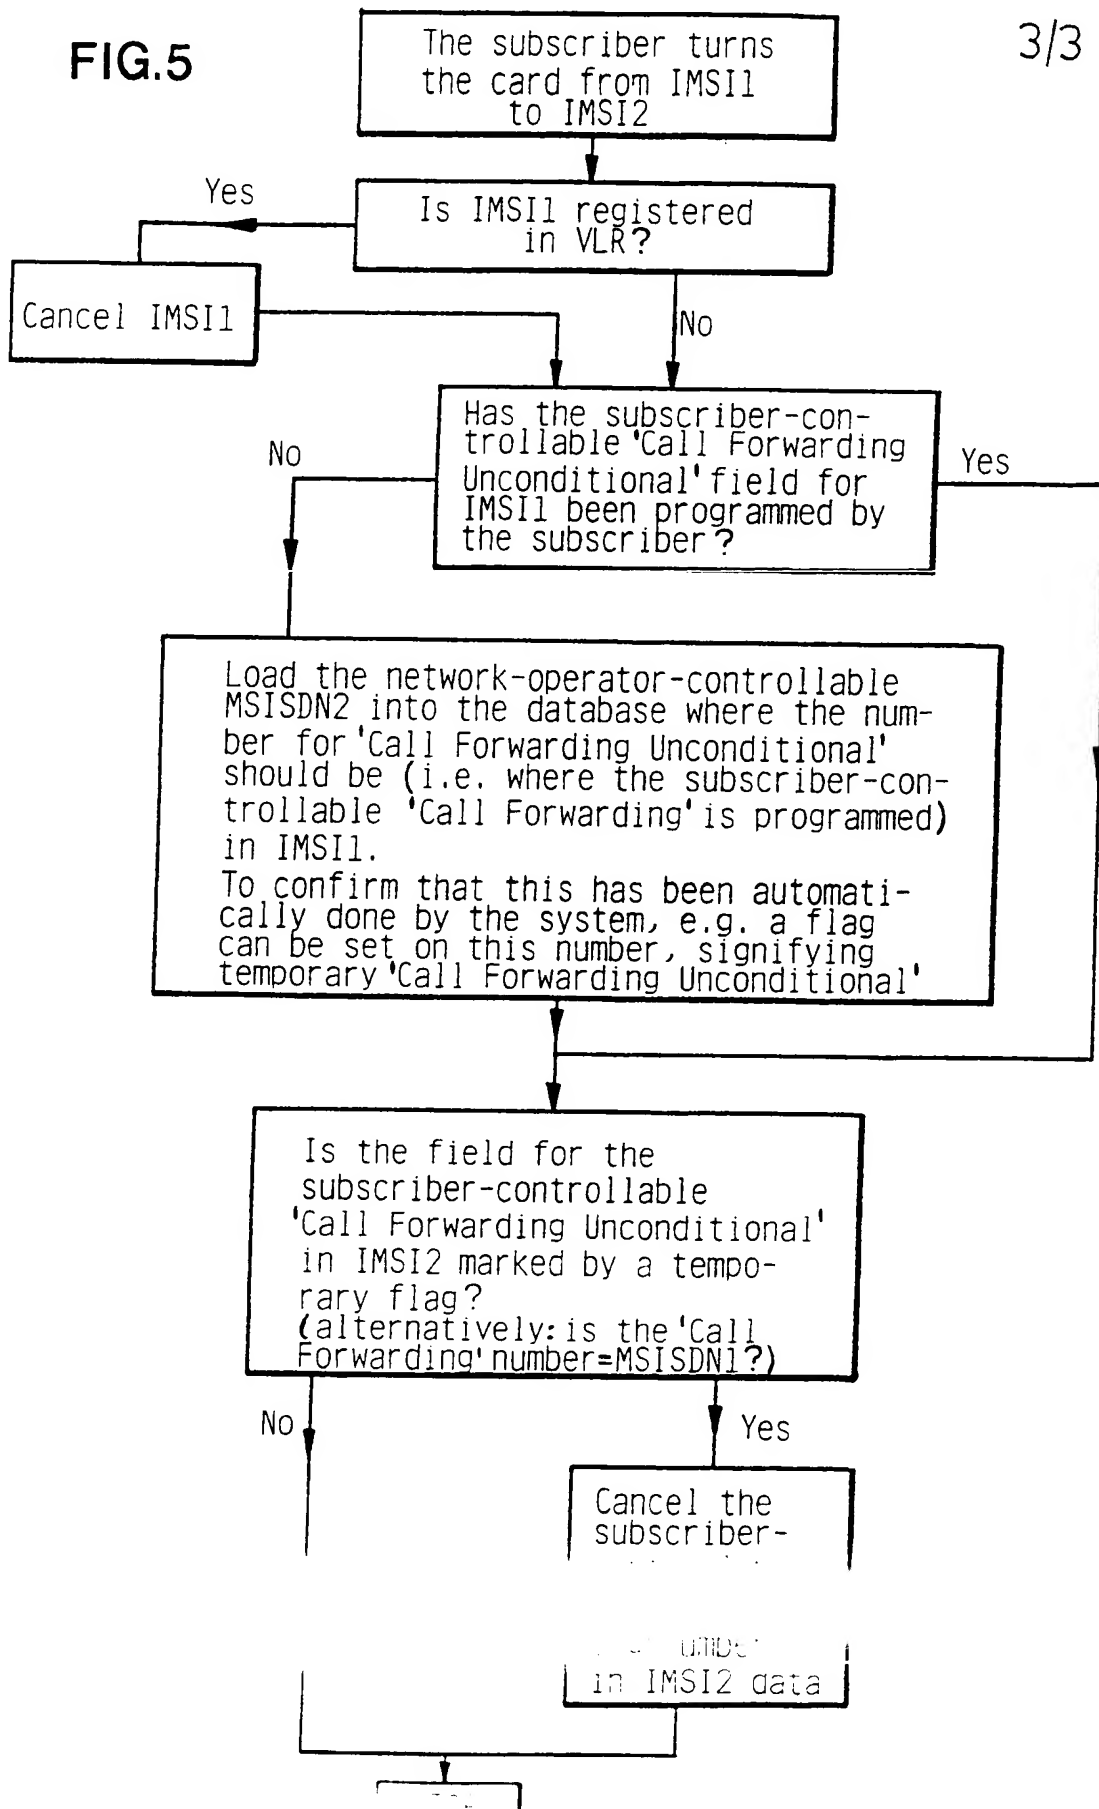 FIG.5
3/3
The subscriber turns
the card from IMSI1
to IMSI2
Yes
Is IMSI1 registered
in VLR?
Cancel IMSI1
No
Has the subscriber-con-
trollable 'Call Forwarding
Unconditional' field for
IMSI1 been programmed by
the subscriber?
No
Yes
Load the network-operator-controllable
MSISDN2 into the database where the num-
ber for 'Call Forwarding Unconditional'
should be (i.e. where the subscriber-con-
trollable 'Call Forwarding' is programmed)
in IMSI1.
To confirm that this has been automati-
cally done by the system, e.g. a flag
can be set on this number, signifying
temporary 'Call Forwarding Unconditional'
Is the field for the
subscriber-controllable
'Call Forwarding Unconditional'
in IMSI2 marked by a tempo-
rary flag?
(alternatively: is the 'Call
Forwarding' number=MSISDN1?)
No
Yes
Cancel the
subscriber-
in IMSI2 data